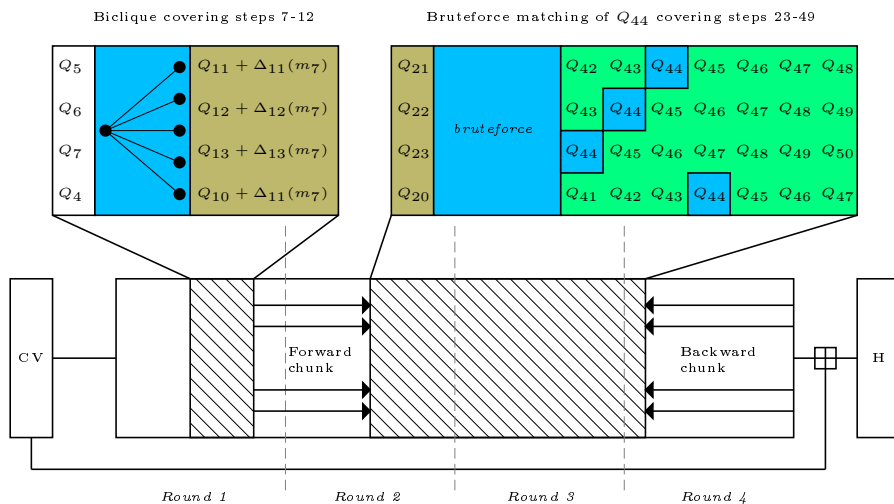 Biclique covering steps 7-12
Bruteforce matching of Q₄₄ covering steps 23-49
Q₅ Q₁₁ + Δ₁₁(m₇)
Q₆ Q₁₂ + Δ₁₂(m₇)
Q₇ Q₁₃ + Δ₁₃(m₇)
Q₄ Q₁₀ + Δ₁₁(m₇)
Q₂₁ Q₄₂ Q₄₃ Q₄₄ Q₄₅ Q₄₆ Q₄₇ Q₄₈
Q₂₂ Q₄₃ Q₄₄ Q₄₅ Q₄₆ Q₄₇ Q₄₈ Q₄₉
bruteforce
Q₂₃ Q₄₄ Q₄₅ Q₄₆ Q₄₇ Q₄₈ Q₄₉ Q₅₀
Q₂₀ Q₄₁ Q₄₂ Q₄₃ Q₄₄ Q₄₅ Q₄₆ Q₄₇
CV
Forward
chunk
Backward
chunk
H
Round 1 Round 2 Round 3 Round 4